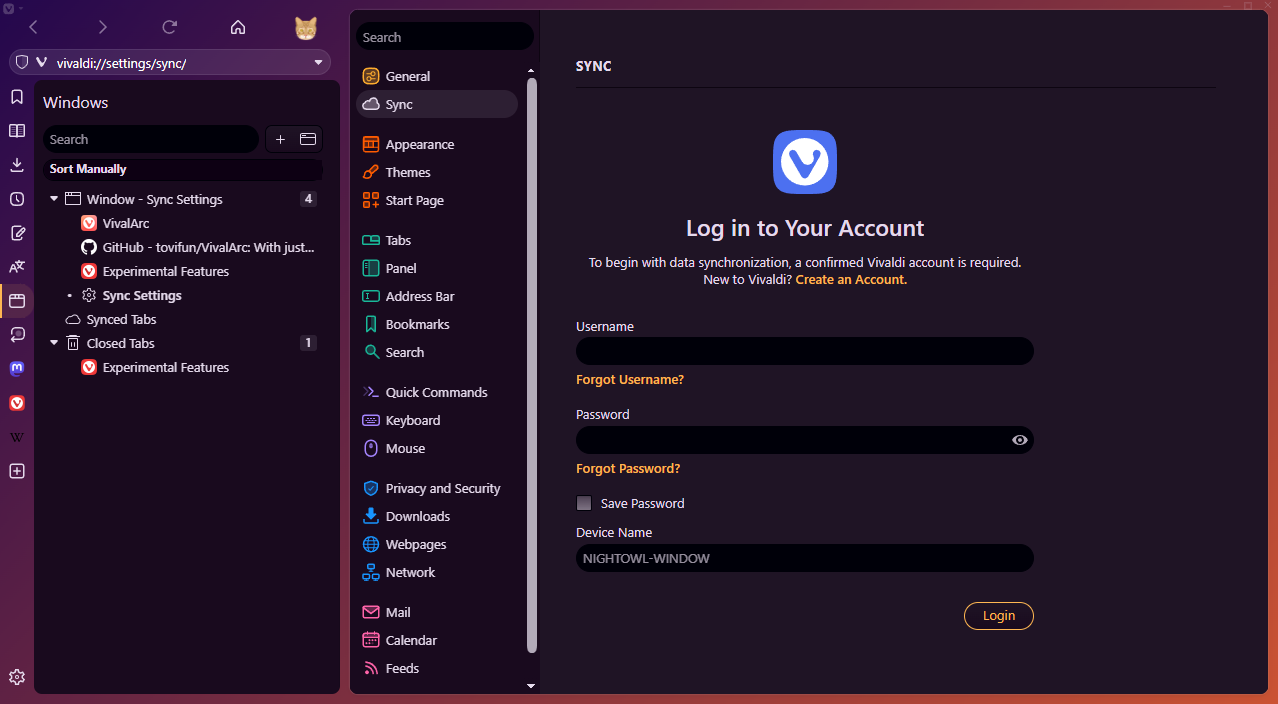 vivaldi://settings/sync/
Windows
Search
Sort Manually
Window - Sync Settings 4
VivalArc
GitHub - tovifun/VivalArc: With just...
Experimental Features
Sync Settings
Synced Tabs
Closed Tabs 1
Experimental Features
Search
General
Sync
Appearance
Themes
Start Page
Tabs
Panel
Address Bar
Bookmarks
Search
Quick Commands
Keyboard
Mouse
Privacy and Security
Downloads
Webpages
Network
Mail
Calendar
Feeds
SYNC
Log in to Your Account
To begin with data synchronization, a confirmed Vivaldi account is required.
New to Vivaldi? Create an Account.
Username
Forgot Username?
Password
Forgot Password?
Save Password
Device Name
NIGHTOWL-WINDOW
Login